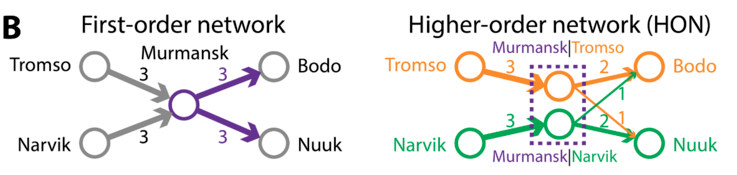 B
First-order network
Murmansk
Tromso
3
3
Bodo
Narvik
3
3
Nuuk
Higher-order network (HON)
Murmansk|Tromso
Tromso
3
2
Bodo
1
Narvik
3
2
1
Nuuk
Murmansk|Narvik